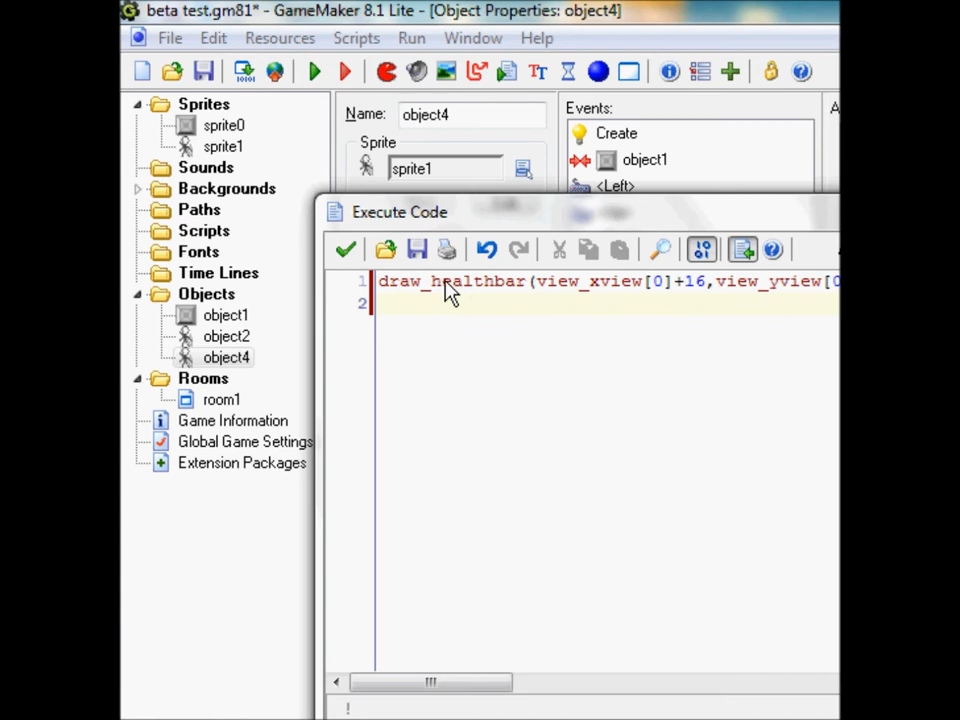 beta test.gm81* - GameMaker 8.1 Lite - [Object Properties: object4]
File Edit Resources Scripts Run Window Help
Sprites
sprite0
sprite1
Sounds
Backgrounds
Paths
Scripts
Fonts
Time Lines
Objects
object1
object2
object4
Rooms
room1
Game Information
Global Game Settings
Extension Packages
Name: object4
Sprite
sprite1
Events:
Create
object1
<Left>
A
Execute Code
1 draw_healthbar(view_xview[0]+16,view_yview[0
2
!